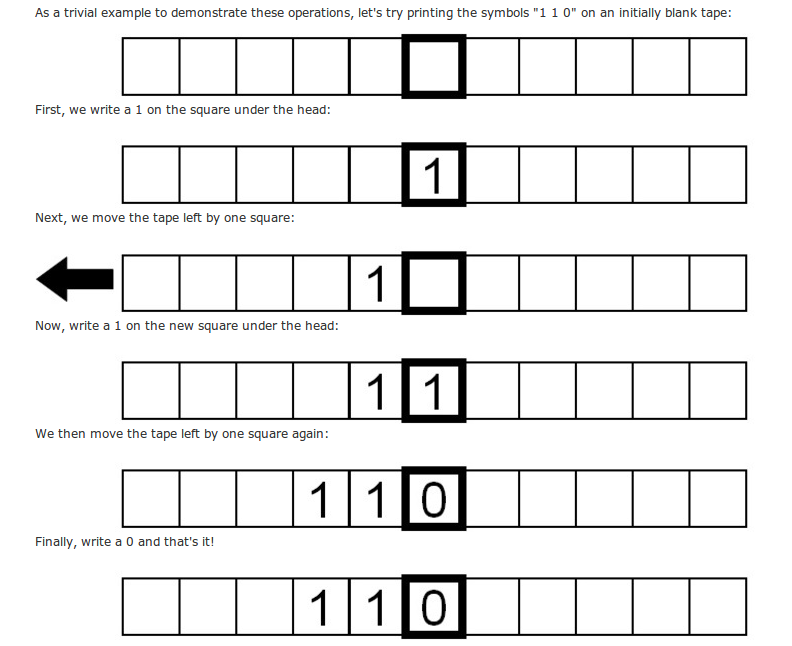 As a trivial example to demonstrate these operations, let's try printing the symbols "1 1 0" on an initially blank tape:
First, we write a 1 on the square under the head:
1
Next, we move the tape left by one square:
1
Now, write a 1 on the new square under the head:
1 1
We then move the tape left by one square again:
1 1 0
Finally, write a 0 and that's it!
1 1 0